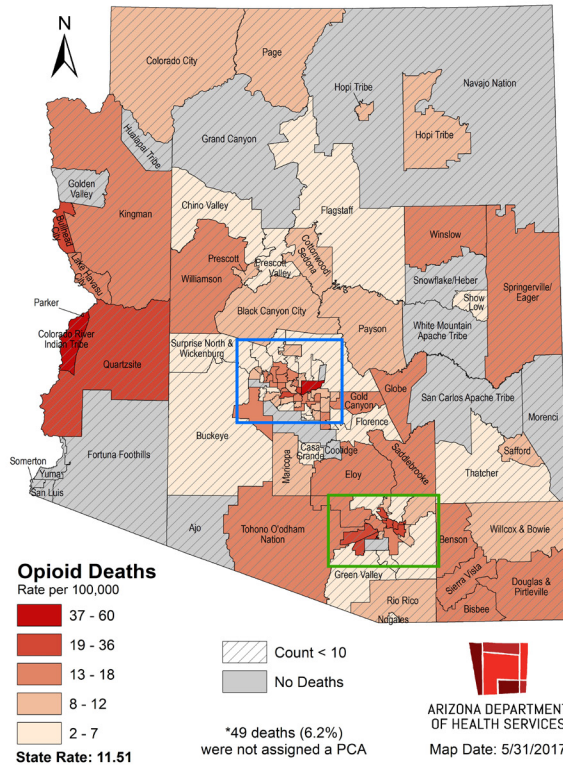 N
Colorado City
Page
Navajo Nation
Hopi Tribe
Hopi Tribe
Hualapai Tribe
Grand Canyon
Golden
Valley
Kingman
Chino Valley
Flagstaff
Bullhead
City
Lake Havasu
City
Prescott
Williamson
Prescott
Valley
Cottonwood
Sedona
Winslow
Snowflake/Heber
Show
Low
Springerville/
Eager
Parker
Colorado River
Indian Tribe
Quartzsite
Black Canyon City
Payson
White Mountain
Apache Tribe
Surprise North &
Wickenburg
Gold
Canyon
Globe
San Carlos Apache Tribe
Morenci
Florence
Buckeye
Fortuna Foothills
Casa
Grande
Coolidge
Maricopa
Eloy
Saddlebrooke
Safford
Thatcher
Somerton
Yuma
San Luis
Ajo
Tohono O'odham
Nation
Benson
Willcox & Bowie
Green Valley
Sierra Vista
Douglas &
Pirtleville
Rio Rico
Bisbee
Nogales
Opioid Deaths
Rate per 100,000
37 - 60
19 - 36
13 - 18
8 - 12
2 - 7
State Rate: 11.51
Count < 10
No Deaths
*49 deaths (6.2%)
were not assigned a PCA
ARIZONA DEPARTMENT
OF HEALTH SERVICES
Map Date: 5/31/2017